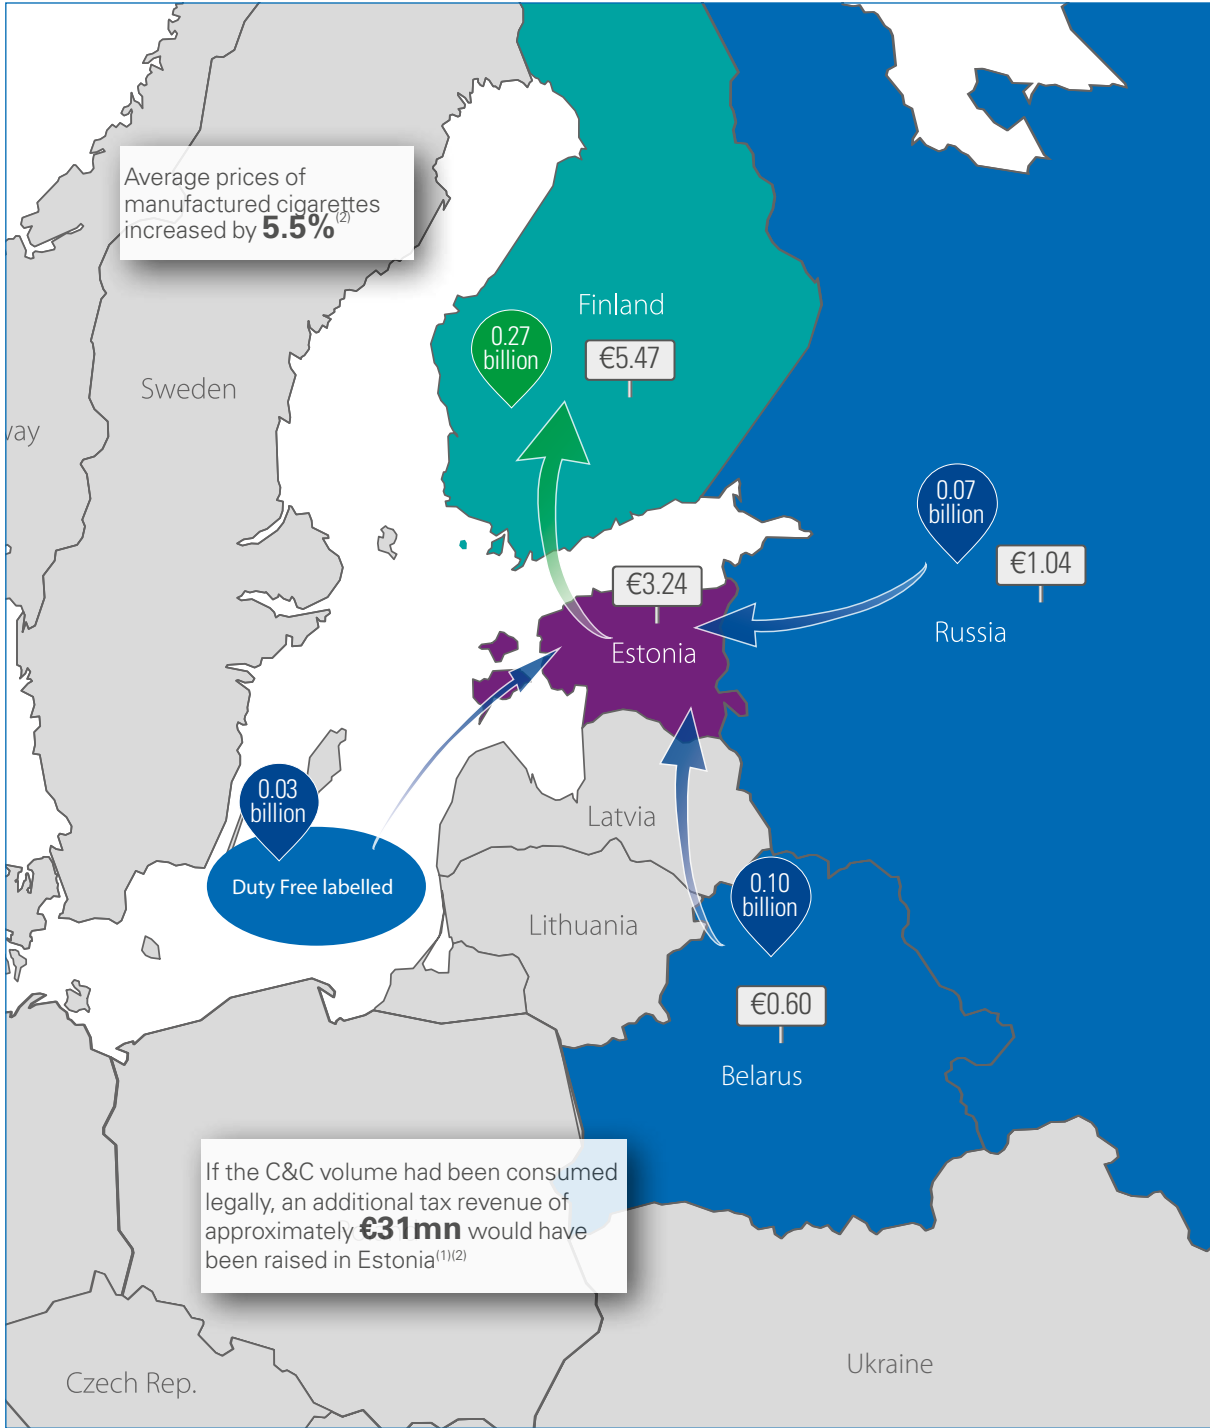 Average prices of
manufactured cigarettes
increased by 5.5%(2)
Finland
0.27
billion
€5.47
Sweden
way
0.07
billion
€1.04
€3.24
Russia
Estonia
0.03
billion
Latvia
Duty Free labelled
0.10
billion
Lithuania
€0.60
Belarus
If the C&C volume had been consumed
legally, an additional tax revenue of
approximately €31mn would have
been raised in Estonia(1)(2)
Ukraine
Czech Rep.